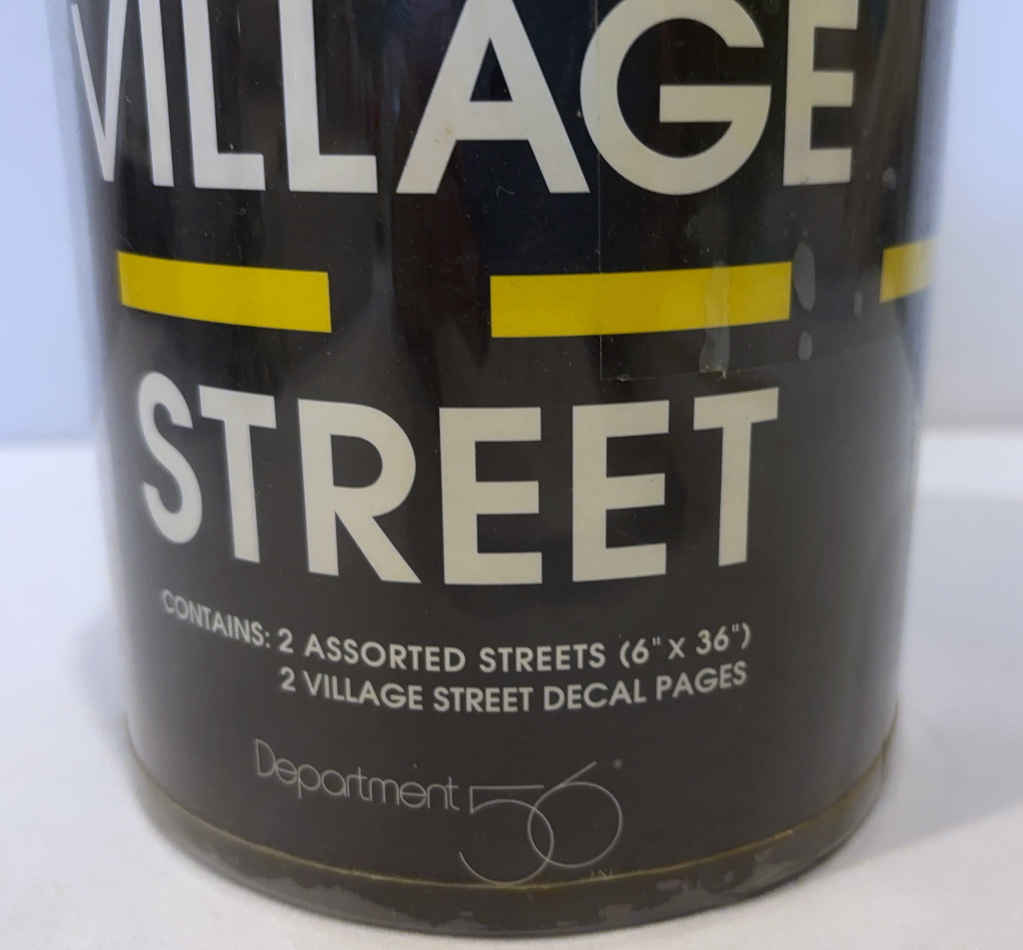 VILLAGE
STREET
CONTAINS: 2 ASSORTED STREETS (6" X 36")
2 VILLAGE STREET DECAL PAGES
Department 56